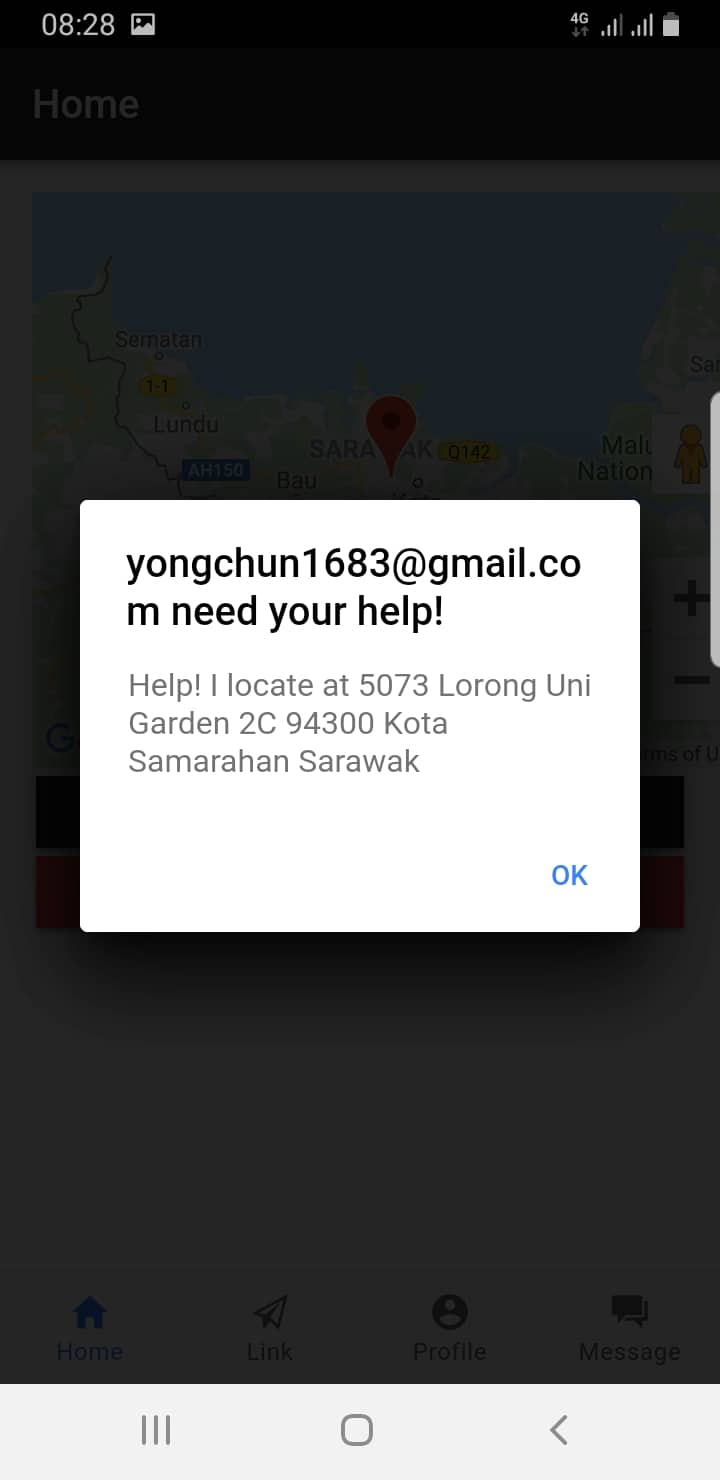 08:28
4G
Home
Sematan
1-1
Sa
Lundu
SARA AK Q142
Malu
Nation
AH150
Bau
yongchun1683@gmail.co
m need your help!
Help! I locate at 5073 Lorong Uni
Garden 2C 94300 Kota
Samarahan Sarawak
G
rms of U
OK
Home
Link
Profile
Message